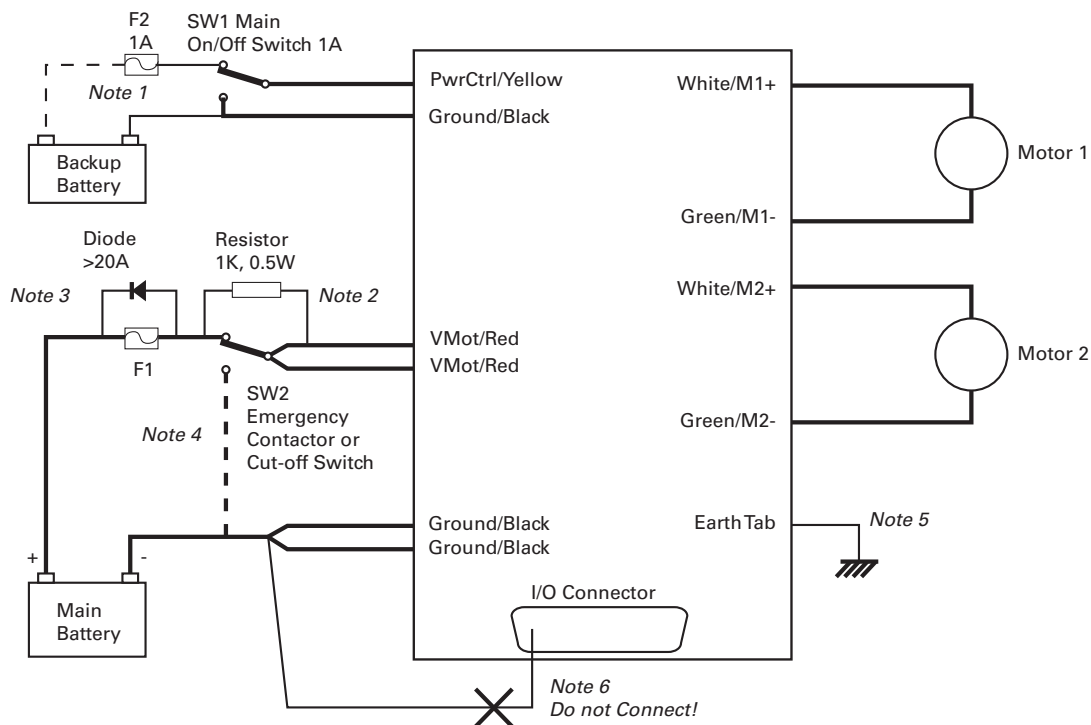 F2
1A
SW1 Main
On/Off Switch 1A
Note 1
Backup
Battery
PwrCtrl/Yellow
Ground/Black
White/M1+
Motor 1
Green/M1-
Diode
>20A
Resistor
1K, 0.5W
Note 3
Note 2
F1
VMot/Red
VMot/Red
White/M2+
Motor 2
Green/M2-
SW2
Emergency
Contactor or
Cut-off Switch
Note 4
Ground/Black
Ground/Black
Earth Tab
Note 5
+
-
Main
Battery
I/O Connector
Note 6
Do not Connect!